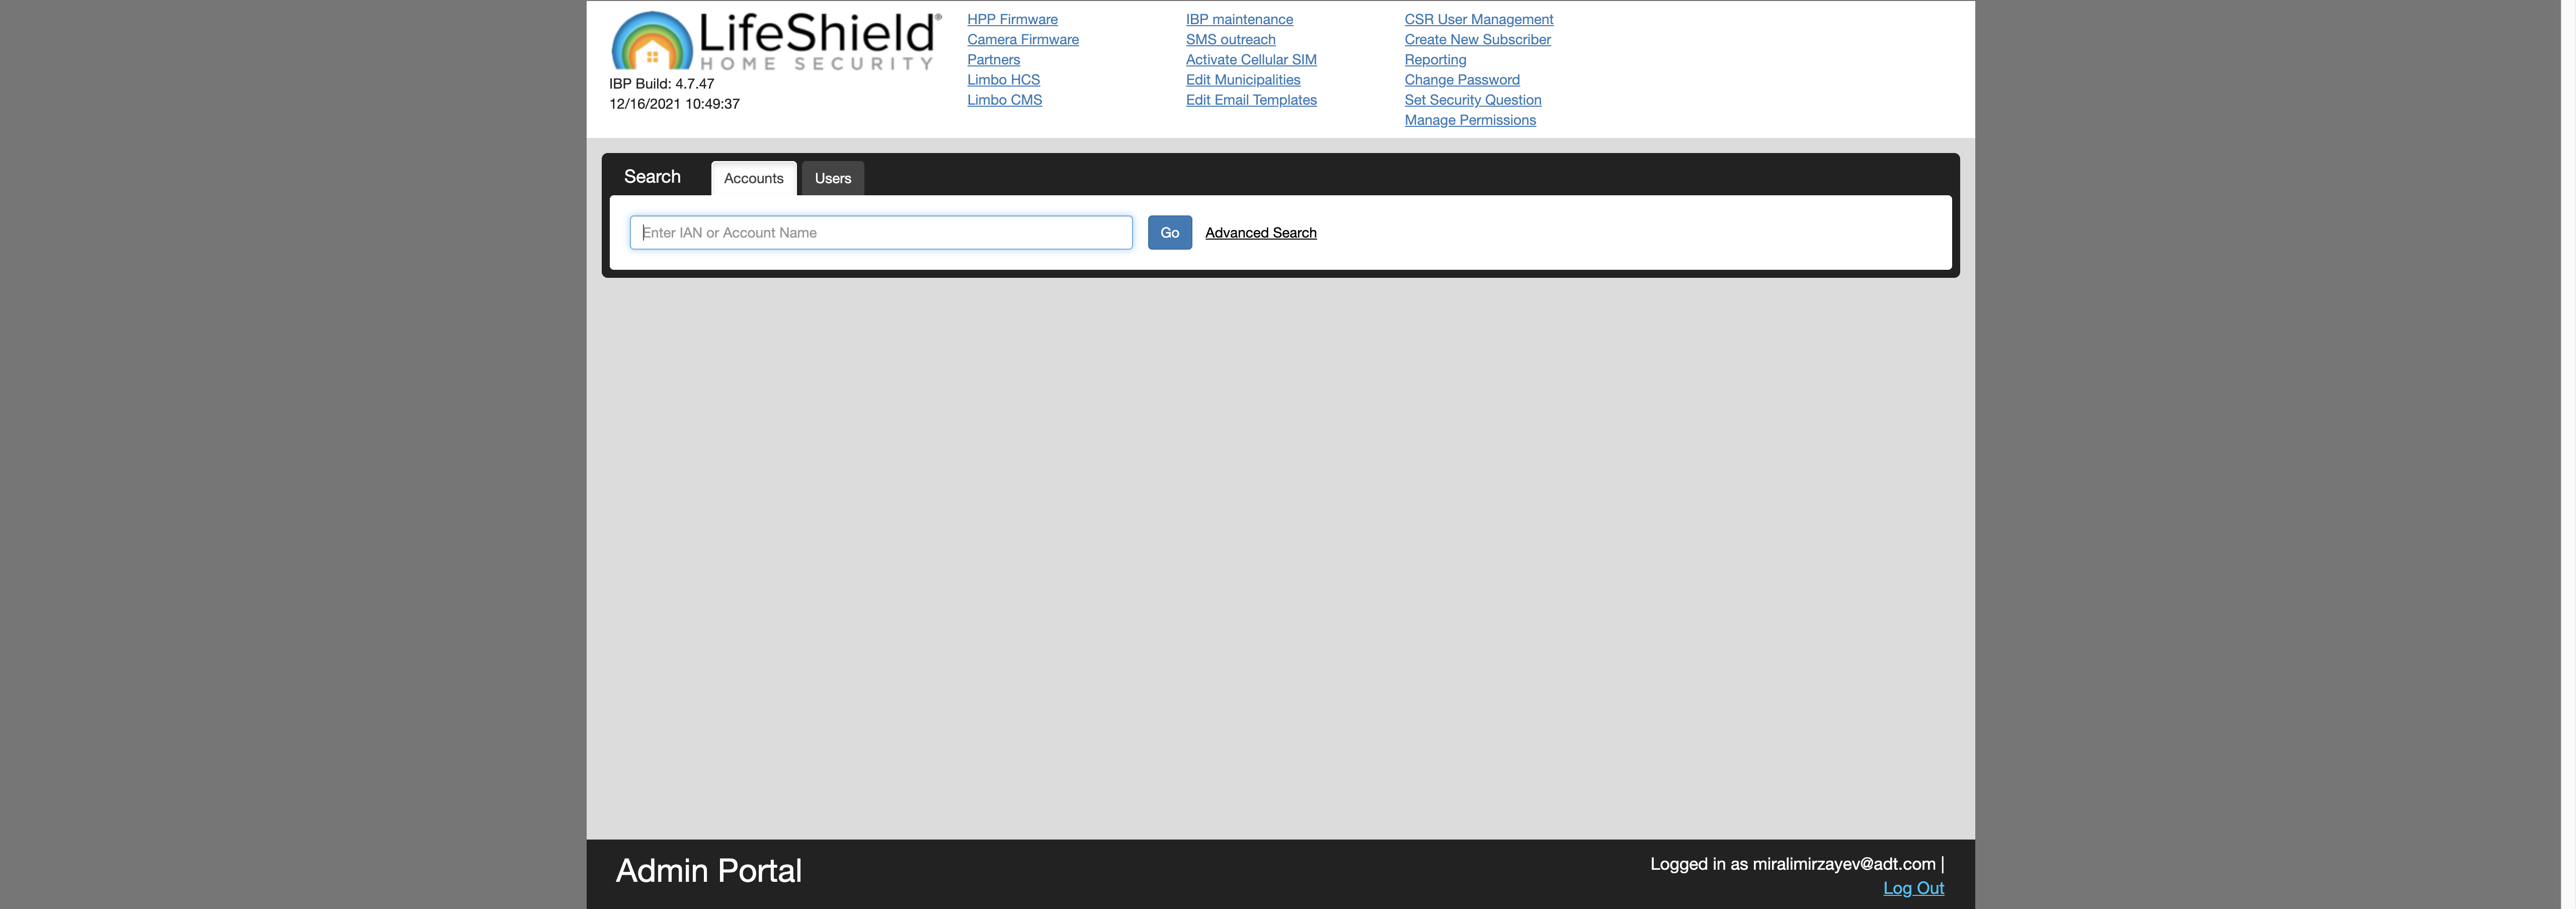 LifeShield®
HOME SECURITY
IBP Build: 4.7.47
12/16/2021 10:49:37
HPP Firmware
Camera Firmware
Partners
Limbo HCS
Limbo CMS
IBP maintenance
SMS outreach
Activate Cellular SIM
Edit Municipalities
Edit Email Templates
CSR User Management
Create New Subscriber
Reporting
Change Password
Set Security Question
Manage Permissions
Search Accounts Users
Enter IAN or Account Name Go Advanced Search
Admin Portal
Logged in as miralimirzayev@adt.com |
Log Out